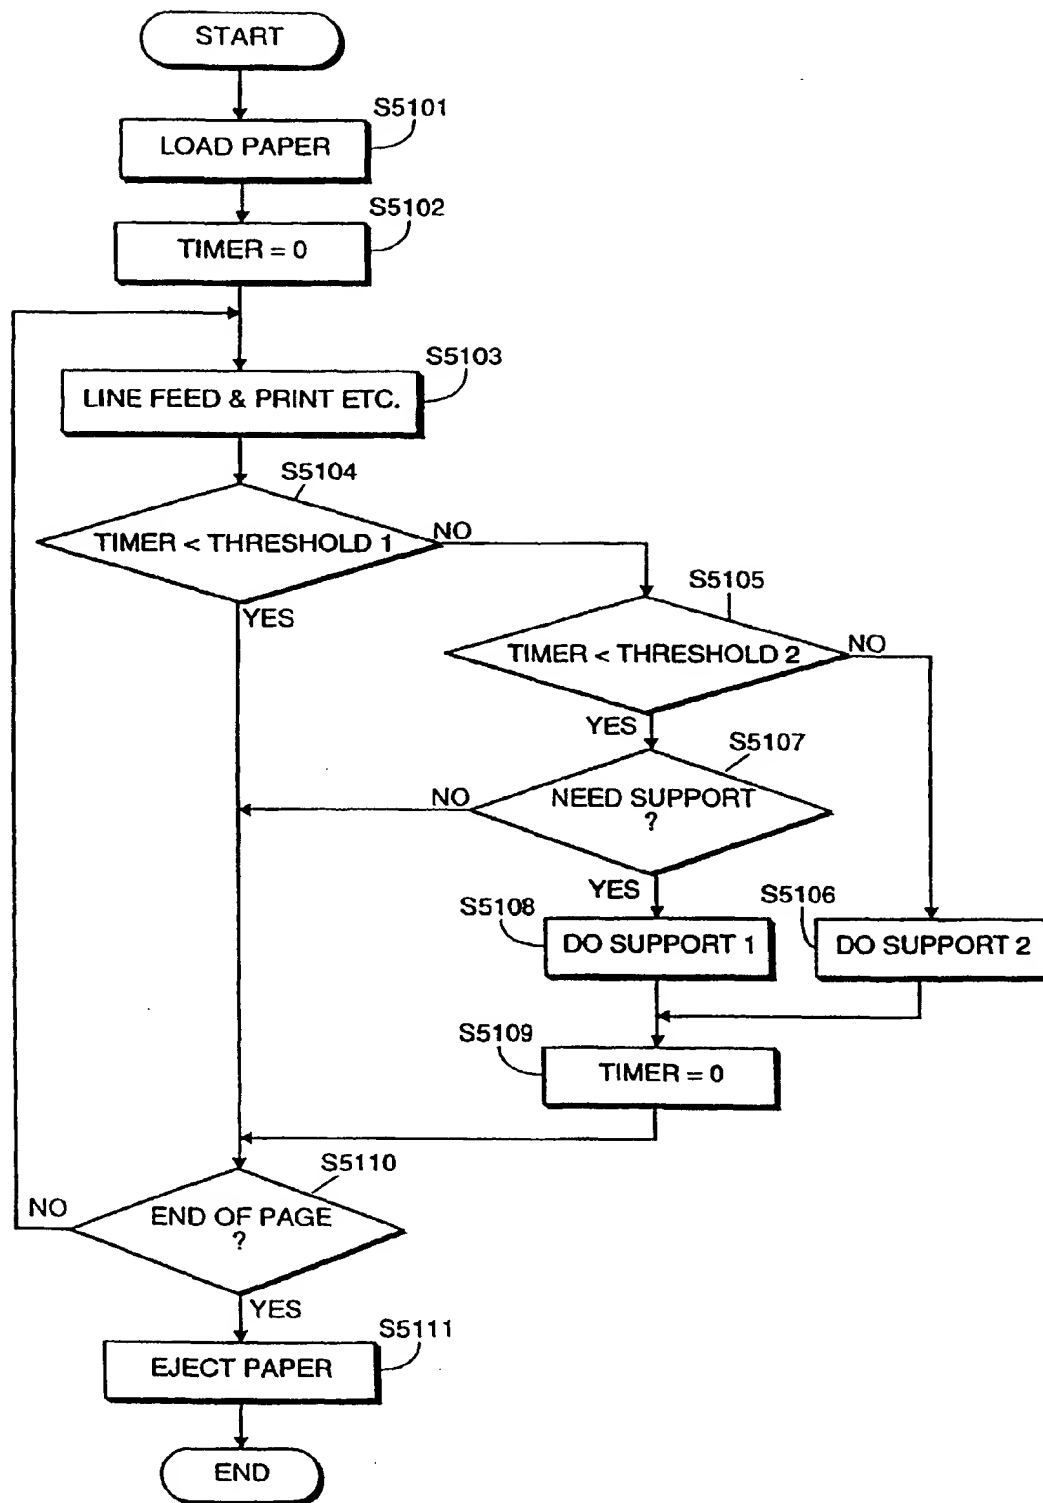 START
S5101
LOAD PAPER
S5102
TIMER = 0
S5103
LINE FEED & PRINT ETC.
S5104
TIMER < THRESHOLD 1
NO
YES
S5105
TIMER < THRESHOLD 2
NO
YES
S5107
NEED SUPPORT
?
NO
YES
S5108
DO SUPPORT 1
S5106
DO SUPPORT 2
S5109
TIMER = 0
S5110
END OF PAGE
?
NO
YES
S5111
EJECT PAPER
END